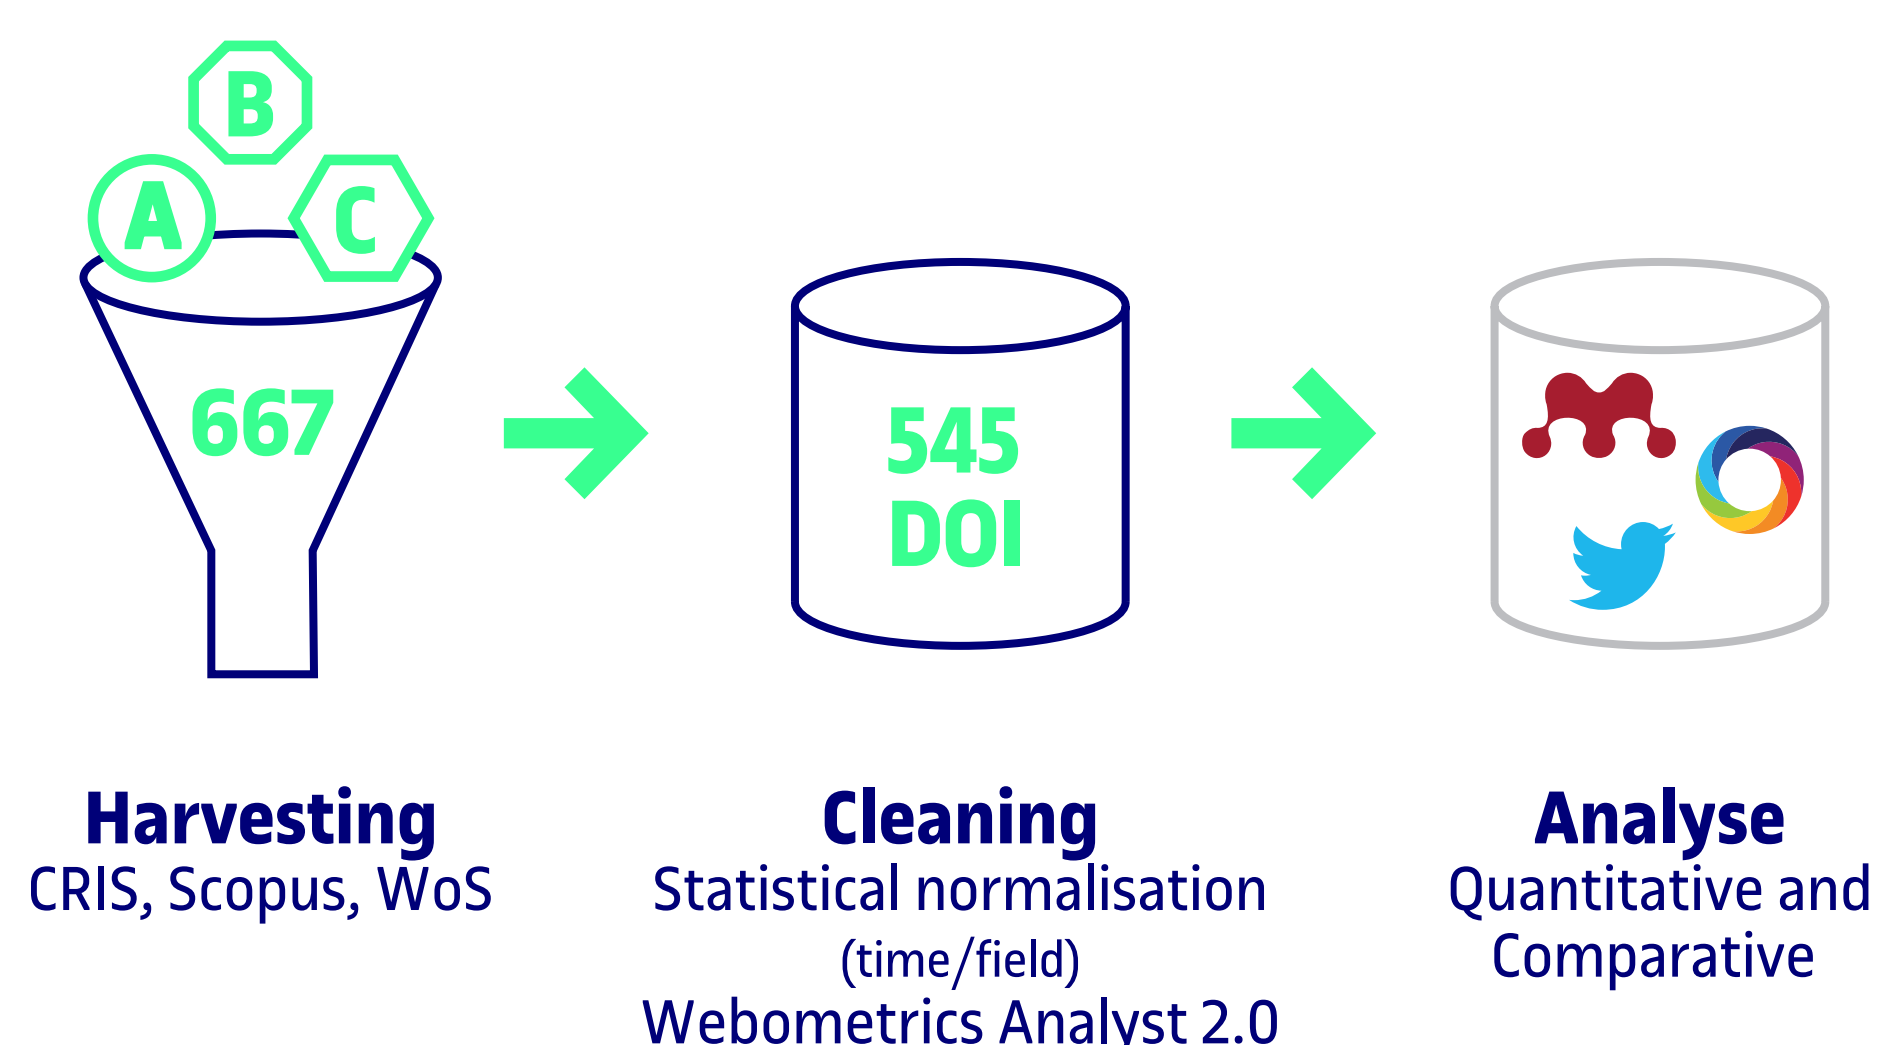 B
A
C
667
545
DOI
Harvesting
CRIS, Scopus, WoS
Cleaning
Statistical normalisation
(time/field)
Webometrics Analyst 2.0
Analyse
Quantitative and
Comparative